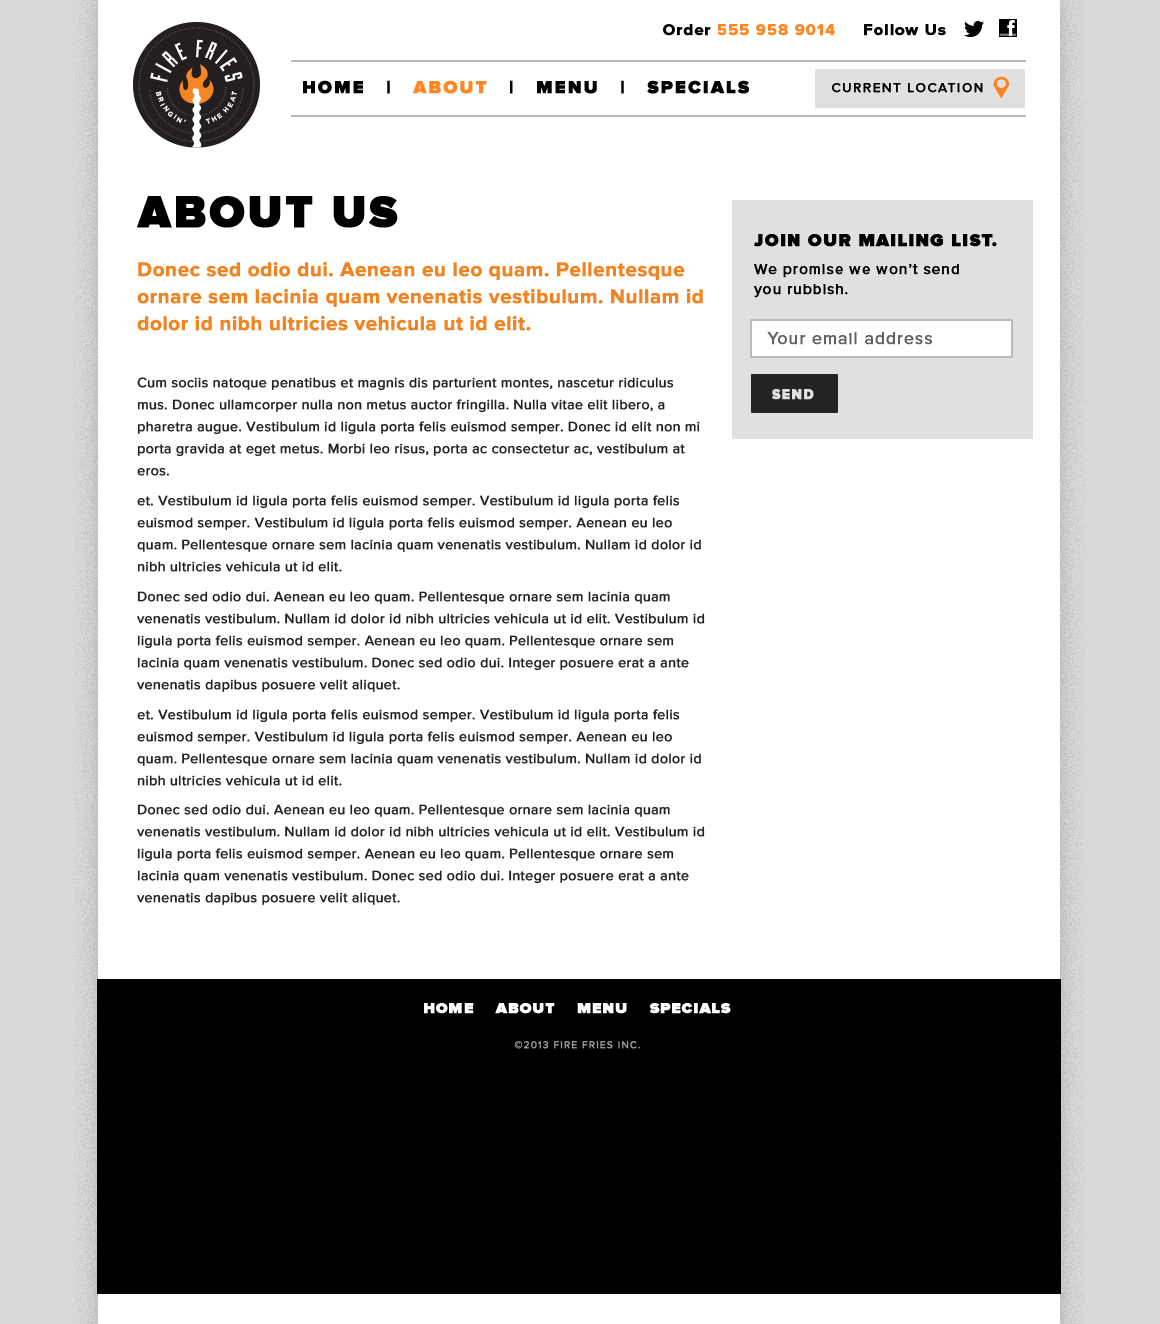 FIRE FRIES
BRINGIN' THE HEAT
Order 555 958 9014 Follow Us
HOME | ABOUT | MENU | SPECIALS
CURRENT LOCATION
ABOUT US
Donec sed odio dui. Aenean eu leo quam. Pellentesque
ornare sem lacinia quam venenatis vestibulum. Nullam id
dolor id nibh ultricies vehicula ut id elit.
Cum sociis natoque penatibus et magnis dis parturient montes, nascetur ridiculus
mus. Donec ullamcorper nulla non metus auctor fringilla. Nulla vitae elit libero, a
pharetra augue. Vestibulum id ligula porta felis euismod semper. Donec id elit non mi
porta gravida at eget metus. Morbi leo risus, porta ac consectetur ac, vestibulum at
eros.
et. Vestibulum id ligula porta felis euismod semper. Vestibulum id ligula porta felis
euismod semper. Vestibulum id ligula porta felis euismod semper. Aenean eu leo
quam. Pellentesque ornare sem lacinia quam venenatis vestibulum. Nullam id dolor id
nibh ultricies vehicula ut id elit.
Donec sed odio dui. Aenean eu leo quam. Pellentesque ornare sem lacinia quam
venenatis vestibulum. Nullam id dolor id nibh ultricies vehicula ut id elit. Vestibulum id
ligula porta felis euismod semper. Aenean eu leo quam. Pellentesque ornare sem
lacinia quam venenatis vestibulum. Donec sed odio dui. Integer posuere erat a ante
venenatis dapibus posuere velit aliquet.
et. Vestibulum id ligula porta felis euismod semper. Vestibulum id ligula porta felis
euismod semper. Vestibulum id ligula porta felis euismod semper. Aenean eu leo
quam. Pellentesque ornare sem lacinia quam venenatis vestibulum. Nullam id dolor id
nibh ultricies vehicula ut id elit.
Donec sed odio dui. Aenean eu leo quam. Pellentesque ornare sem lacinia quam
venenatis vestibulum. Nullam id dolor id nibh ultricies vehicula ut id elit. Vestibulum id
ligula porta felis euismod semper. Aenean eu leo quam. Pellentesque ornare sem
lacinia quam venenatis vestibulum. Donec sed odio dui. Integer posuere erat a ante
venenatis dapibus posuere velit aliquet.
JOIN OUR MAILING LIST.
We promise we won't send
you rubbish.
Your email address
SEND
HOME ABOUT MENU SPECIALS
©2013 FIRE FRIES INC.